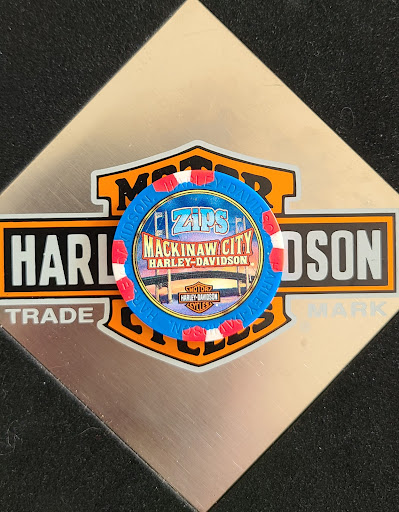 MOTOR
HARL DSON
TRADE MARK
CYCLES
ZIPS
MACKINAW CITY
HARLEY-DAVIDSON
MOTOR
HARLEY-DAVIDSON
CYCLES